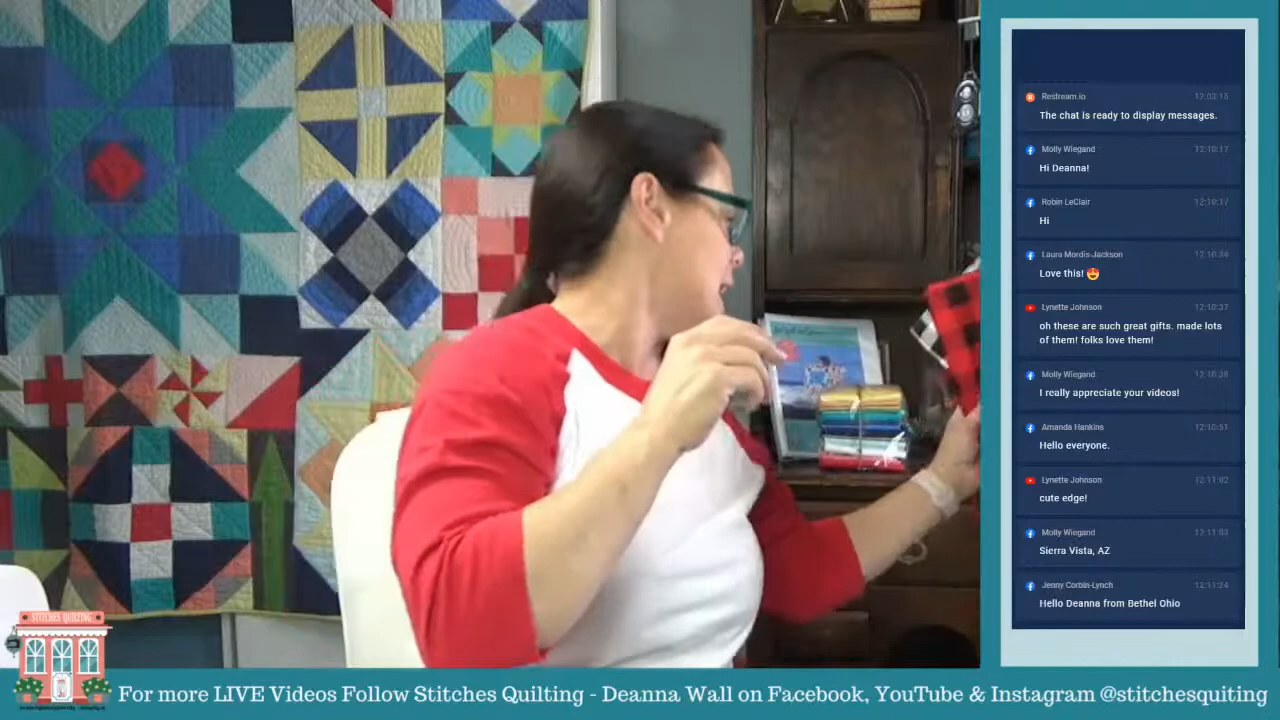 Restream.io 12:03:15
The chat is ready to display messages.
Molly Wiegand 12:10:17
Hi Deanna!
Robin LeClair 12:10:17
Hi
Laura Mordis-Jackson 12:10:34
Love this! 😍
Lynette Johnson 12:10:37
oh these are such great gifts. made lots
of them! folks love them!
Molly Wiegand 12:10:38
I really appreciate your videos!
Amanda Hankins 12:10:51
Hello everyone.
Lynette Johnson 12:11:02
cute edge!
Molly Wiegand 12:11:03
Sierra Vista, AZ
Jenny Corbin-Lynch 12:11:24
Hello Deanna from Bethel Ohio
STITCHES QUILTING
For more LIVE Videos Follow Stitches Quilting - Deanna Wall on Facebook, YouTube & Instagram @stitchesquiting